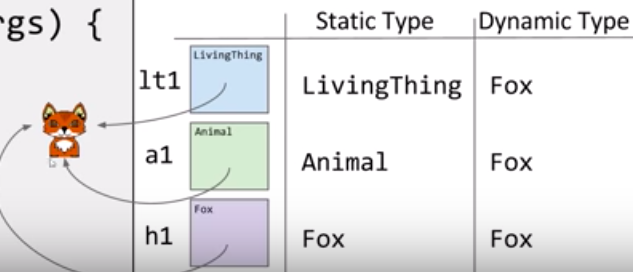 rgs) {
Static Type Dynamic Type
LivingThing
lt1 LivingThing Fox
Animal
a1 Animal Fox
Fox
h1 Fox Fox